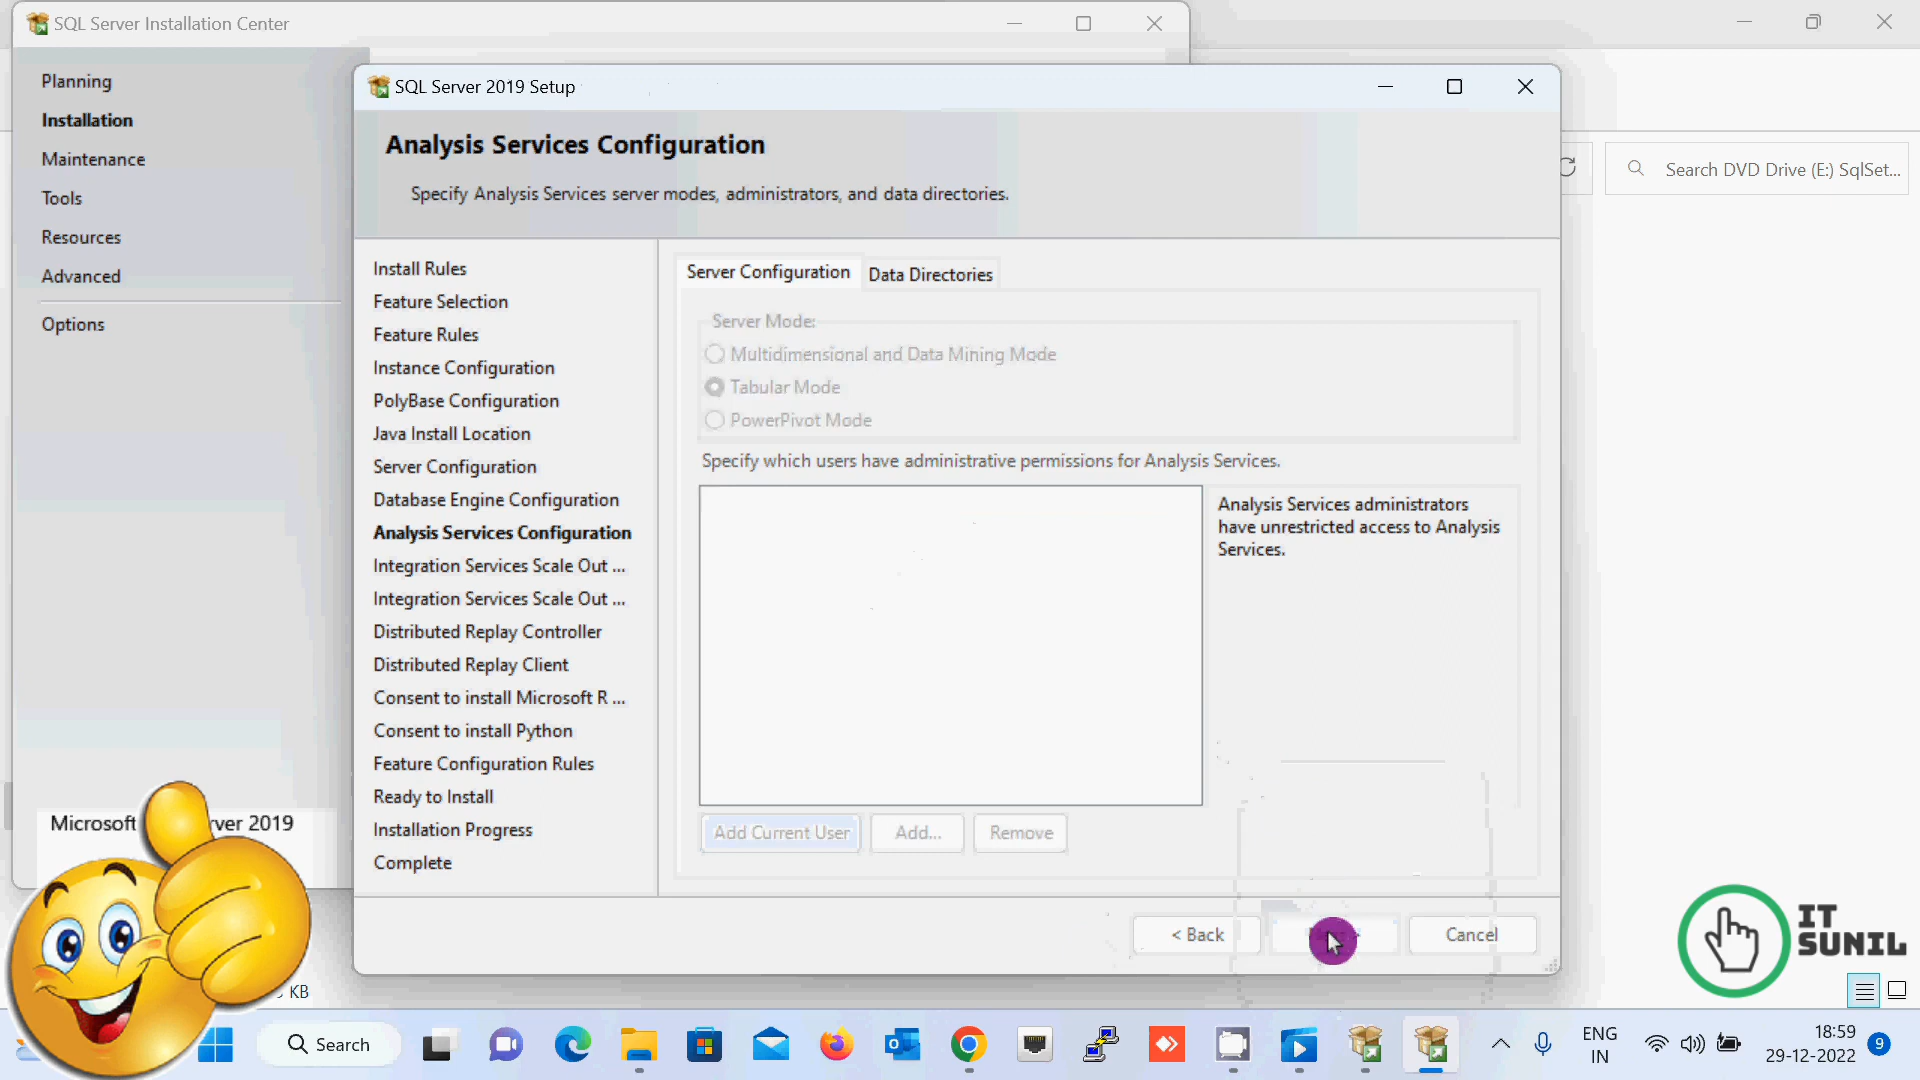 SQL Server Installation Center
Planning
Installation
Maintenance
Tools
Resources
Advanced
Options
Microsoft
rver 2019
KB
SQL Server 2019 Setup
Analysis Services Configuration
Specify Analysis Services server modes, administrators, and data directories.
Install Rules
Feature Selection
Feature Rules
Instance Configuration
PolyBase Configuration
Java Install Location
Server Configuration
Database Engine Configuration
Analysis Services Configuration
Integration Services Scale Out ...
Integration Services Scale Out ...
Distributed Replay Controller
Distributed Replay Client
Consent to install Microsoft R ...
Consent to install Python
Feature Configuration Rules
Ready to Install
Installation Progress
Complete
Server Configuration
Data Directories
Server Mode:
Multidimensional and Data Mining Mode
Tabular Mode
PowerPivot Mode
Specify which users have administrative permissions for Analysis Services.
Analysis Services administrators
have unrestricted access to Analysis
Services.
Add Current User
Add...
Remove
< Back
Cancel
Search DVD Drive (E:) SqlSet...
IT
SUNIL
Search
ENG
IN
18:59
29-12-2022
9